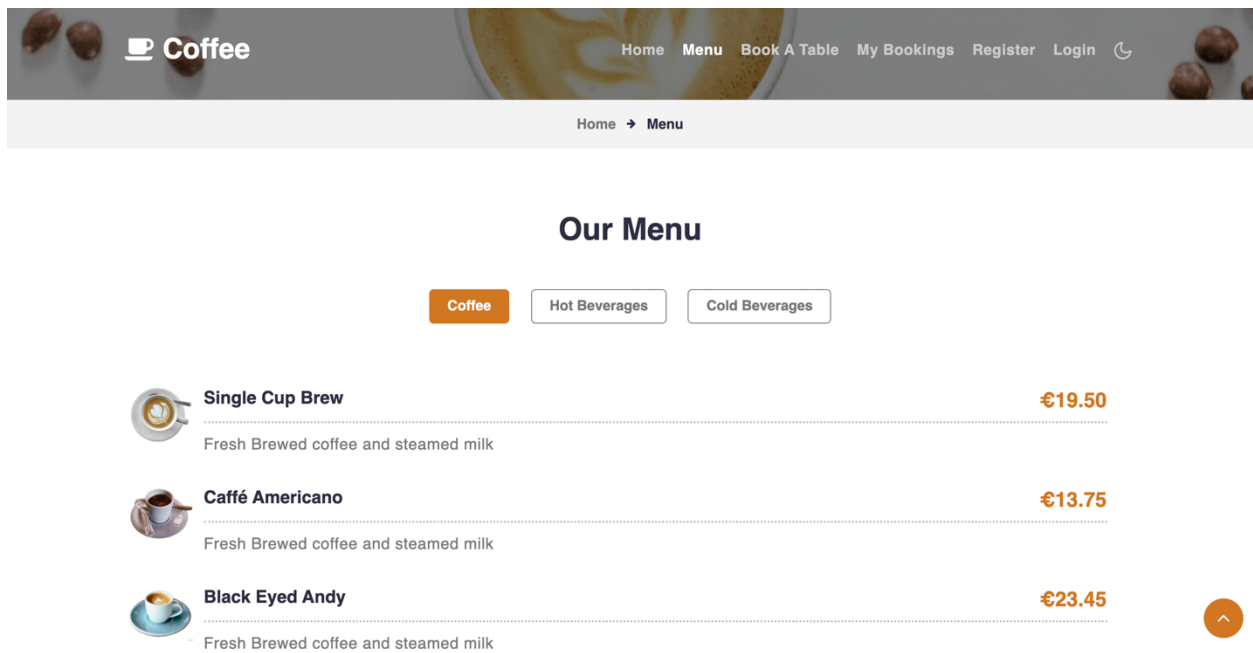 Coffee
Home Menu Book A Table My Bookings Register Login
Home → Menu
Our Menu
Coffee Hot Beverages Cold Beverages
Single Cup Brew €19.50
Fresh Brewed coffee and steamed milk
Caffé Americano €13.75
Fresh Brewed coffee and steamed milk
Black Eyed Andy €23.45
Fresh Brewed coffee and steamed milk